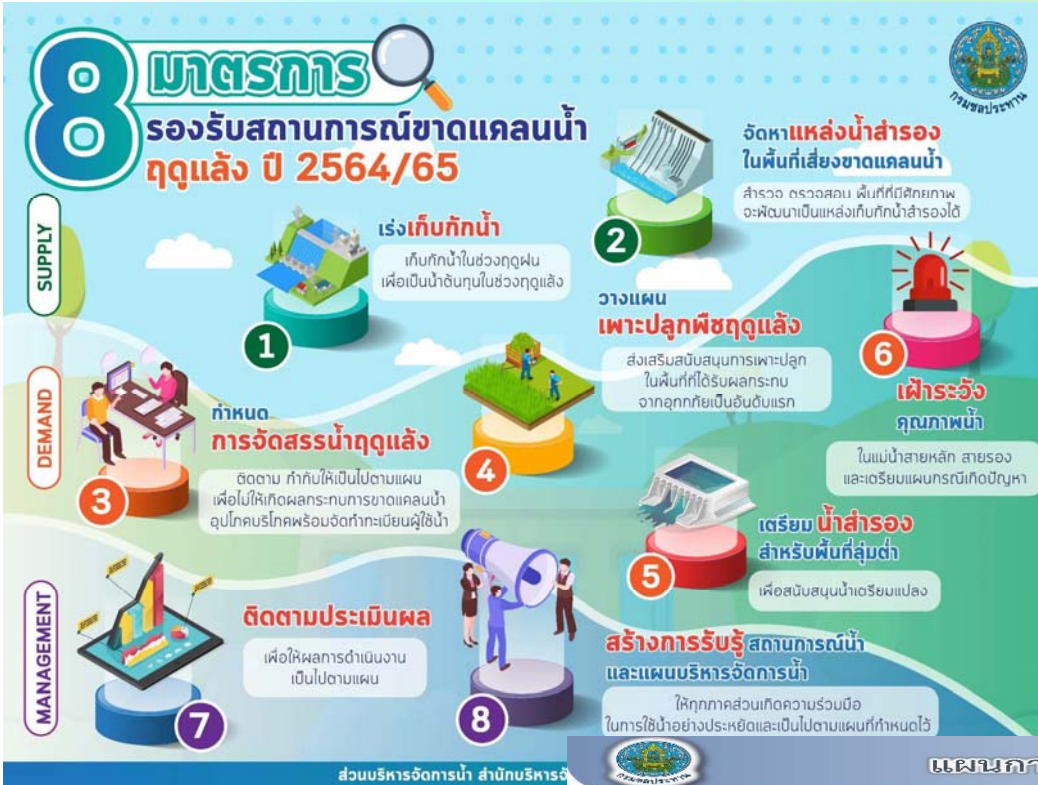 8 มาตรการ
รองรับสถานการณ์ขาดแคลนน้ำ
ฤดูแล้ง ปี 2564/65
กรมชลประทาน
SUPPLY
1
เร่งเก็บกักน้ำ
เก็บกักน้ำในช่วงฤดูฝน
เพื่อเป็นน้ำต้นทุนในช่วงฤดูแล้ง
2
จัดหาแหล่งน้ำสำรอง
ในพื้นที่เสี่ยงขาดแคลนน้ำ
สำรวจ ตรวจสอบ พื้นที่ที่มีศักยภาพ
จะพัฒนาเป็นแหล่งเก็บกักน้ำสำรองได้
DEMAND
3
กำหนด
การจัดสรรน้ำฤดูแล้ง
ติดตาม กำกับให้เป็นไปตามแผน
เพื่อไม่ให้เกิดผลกระทบการขาดแคลนน้ำ
อุปโภคบริโภคพร้อมจัดทำทะเบียนผู้ใช้น้ำ
4
วางแผน
เพาะปลูกพืชฤดูแล้ง
ส่งเสริมสนับสนุนการเพาะปลูก
ในพื้นที่ที่ได้รับผลกระทบ
จากอุทกภัยเป็นอันดับแรก
5
เตรียม น้ำสำรอง
สำหรับพื้นที่ลุ่มต่ำ
เพื่อสนับสนุนน้ำเตรียมแปลง
6
เฝ้าระวัง
คุณภาพน้ำ
ในแม่น้ำสายหลัก สายรอง
และเตรียมแผนกรณีเกิดปัญหา
MANAGEMENT
7
ติดตามประเมินผล
เพื่อให้ผลการดำเนินงาน
เป็นไปตามแผน
8
สร้างการรับรู้ สถานการณ์น้ำ
และแผนบริหารจัดการน้ำ
ให้ทุกภาคส่วนเกิดความร่วมมือ
ในการใช้น้ำอย่างประหยัดและเป็นไปตามแผนที่กำหนดไว้
ส่วนบริหารจัดการน้ำ สำนักบริหารจั
กรมชลประทาน
แผนกา